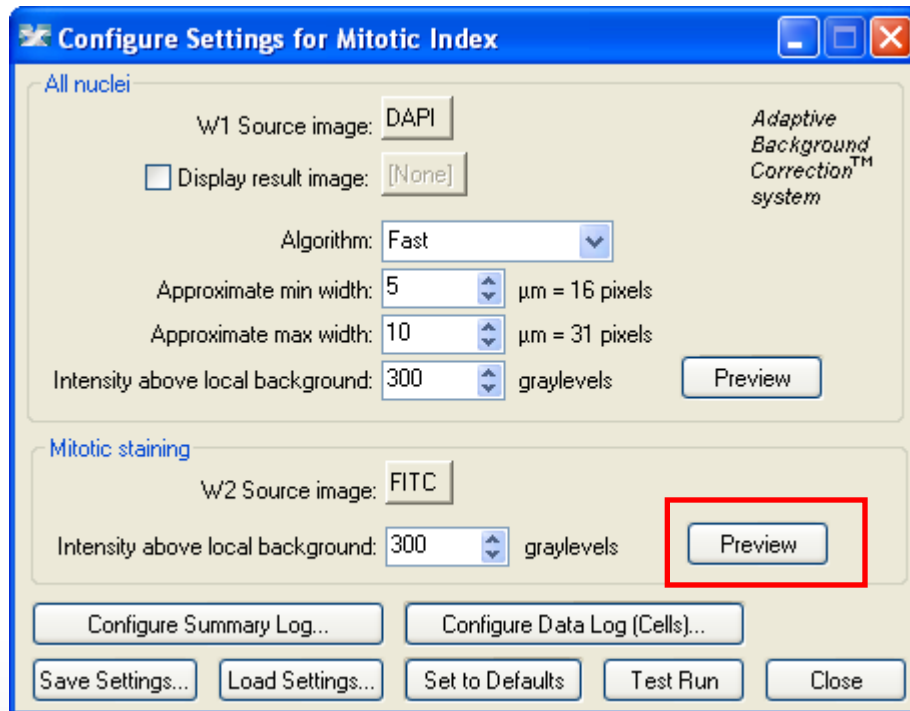 Configure Settings for Mitotic Index
All nuclei
W1 Source image: DAPI
Adaptive
Background
Correction™
system
Display result image: [None]
Algorithm: Fast
Approximate min width: 5 µm = 16 pixels
Approximate max width: 10 µm = 31 pixels
Intensity above local background: 300 graylevels Preview
Mitotic staining
W2 Source image: FITC
Intensity above local background: 300 graylevels Preview
Configure Summary Log... Configure Data Log (Cells)...
Save Settings... Load Settings... Set to Defaults Test Run Close